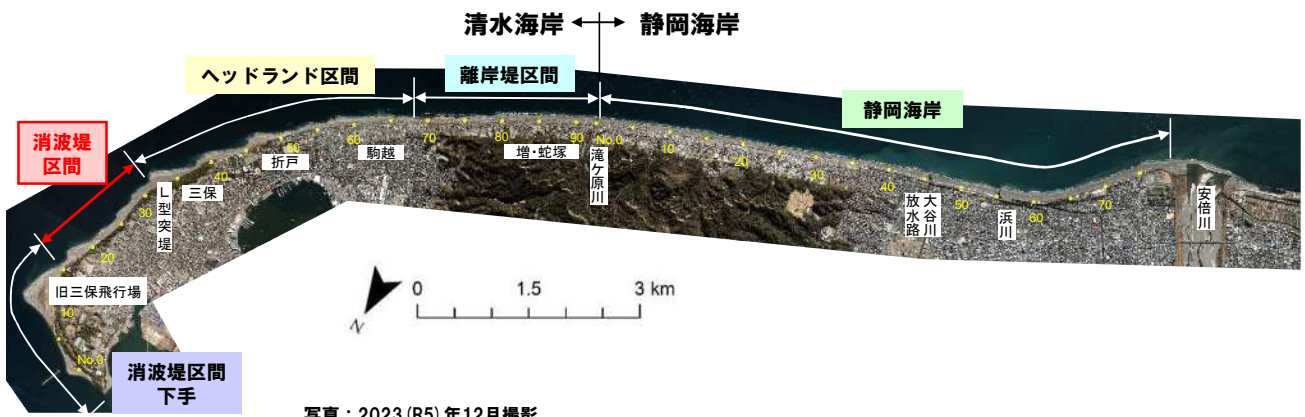 清水海岸 ←→ 静岡海岸
ヘッドランド区間
離岸堤区間
静岡海岸
消波堤
区間
折戸
駒越
増・蛇塚
滝ケ原川
三保
L型突堤
大谷川
放水路
浜川
安倍川
旧三保飛行場
消波堤区間
下手
No.0
10
20
30
40
50
60
70
80
90
No.0
10
20
30
40
50
60
70
N
0 1.5 3 km
写真：2023(R5)年12月撮影